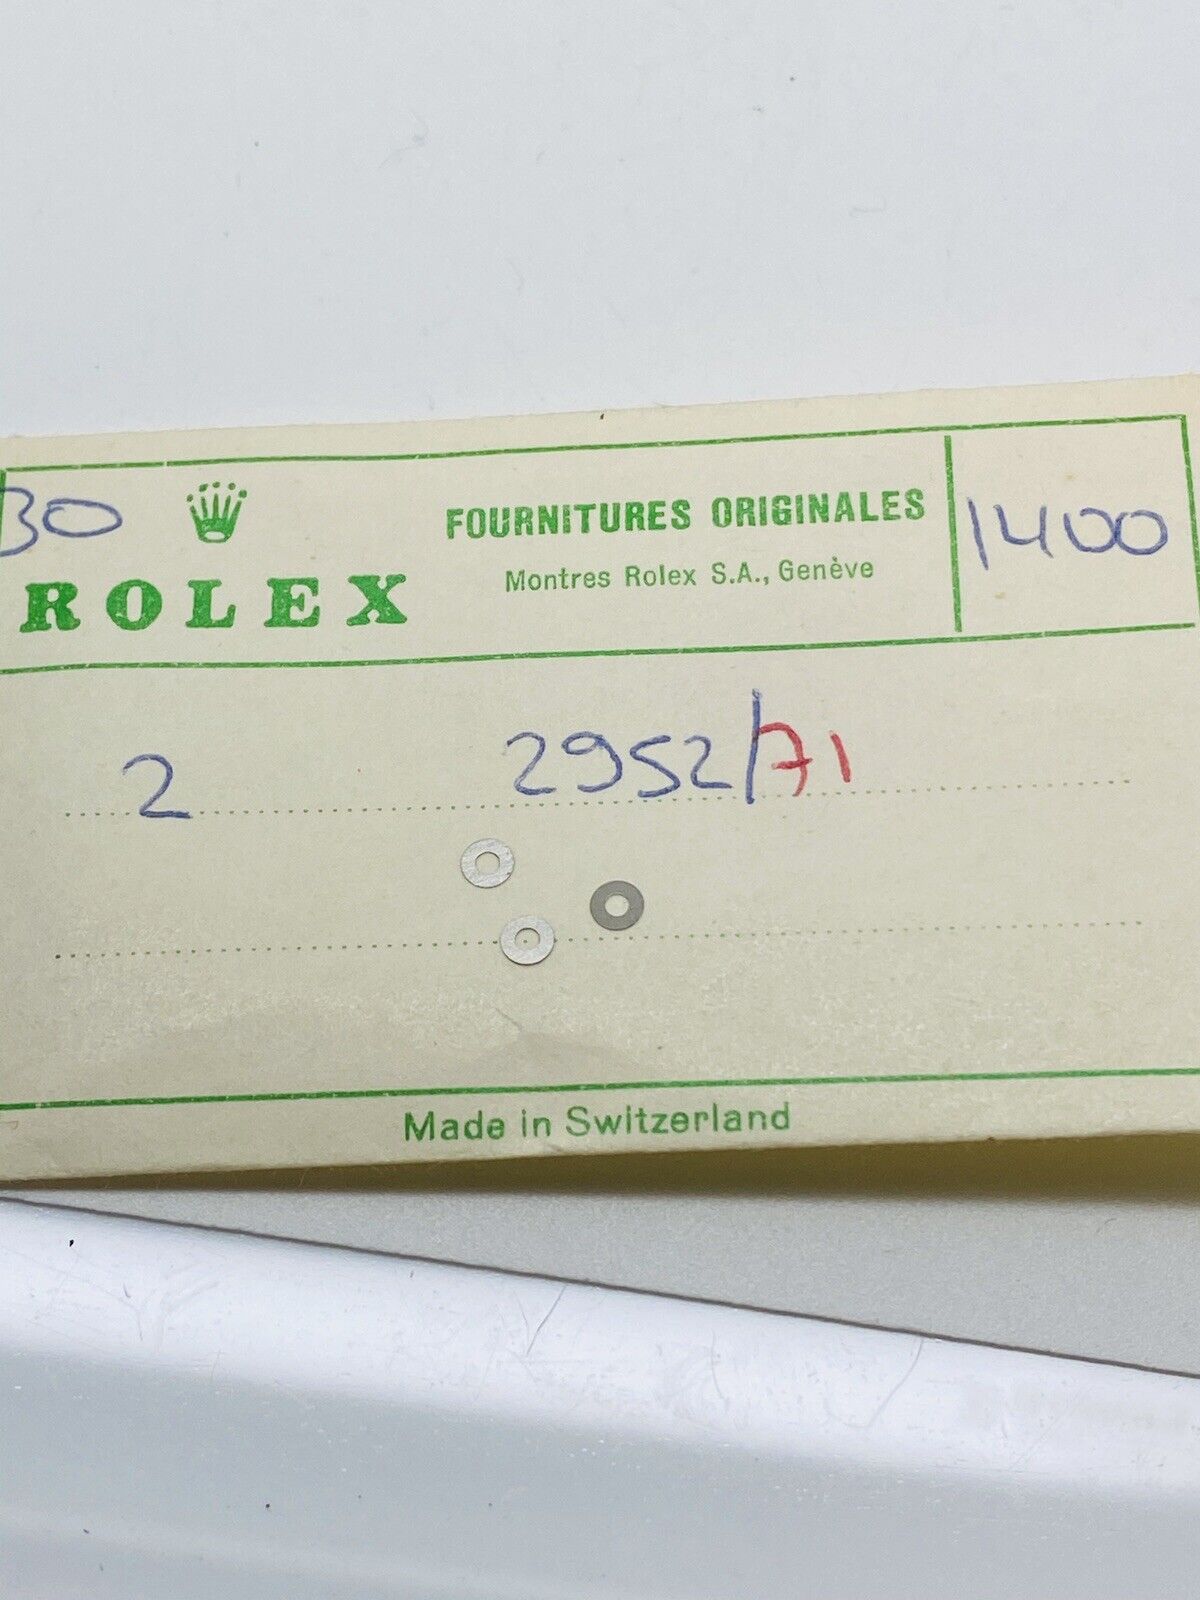 30
ROLEX
FOURNITURES ORIGINALES
Montres Rolex S.A., Genève
1400
2 2952/71
Made in Switzerland